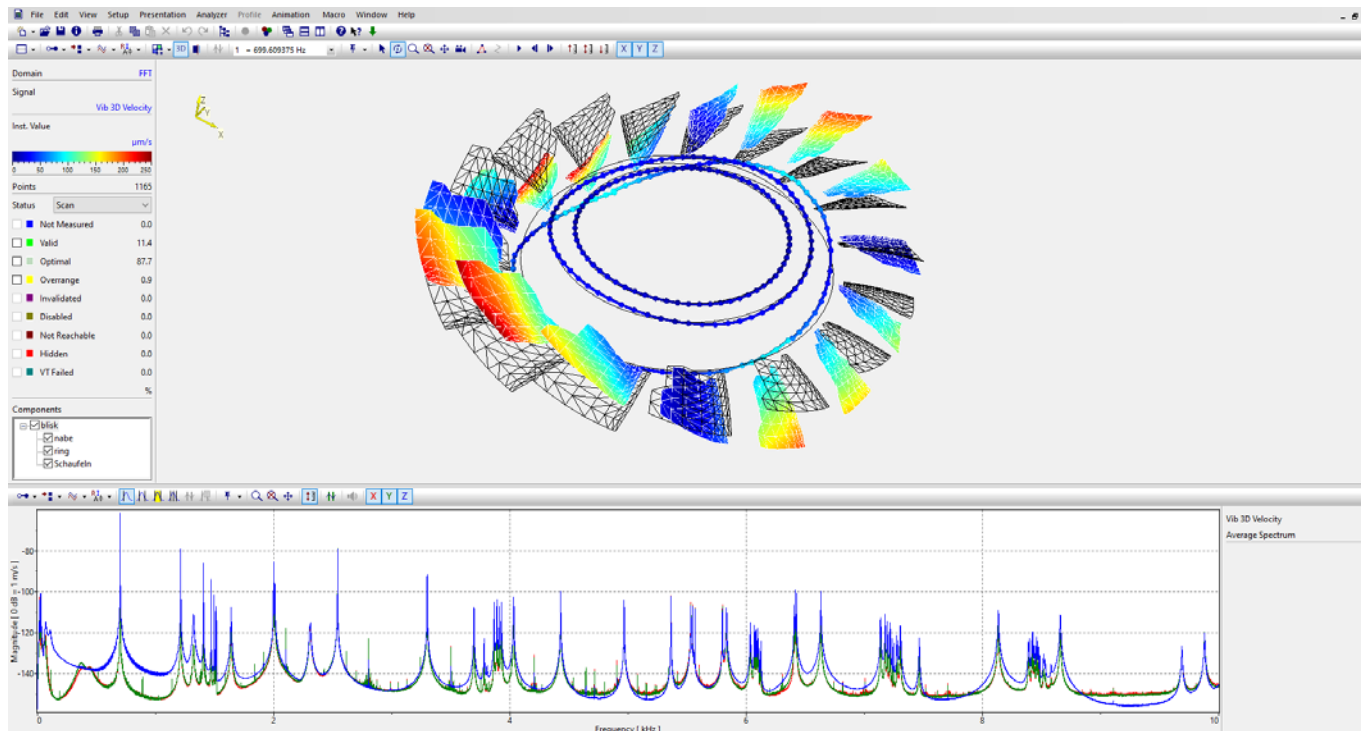 File Edit View Setup Presentation Analyzer Profile Animation Macro Window Help
3D 1 - 699.609375 Hz X Y Z
Domain FFT
Signal
Vib 3D Velocity
Inst. Value
µm/s
0 50 100 150 200 250
Points 1165
Status Scan
Not Measured 0.0
Valid 11.4
Optimal 87.7
Overrange 0.9
Invalidated 0.0
Disabled 0.0
Not Reachable 0.0
Hidden 0.0
VT Failed 0.0
%
Components
blisk
nabe
ring
Schaufeln
Z
Y
X
X Y Z
Vib 3D Velocity
Average Spectrum
Magnitude [ 0 dB = 1 m/s ]
-80
-100
-120
-140
0 2 4 6 8 10
Frequency [ kHz ]